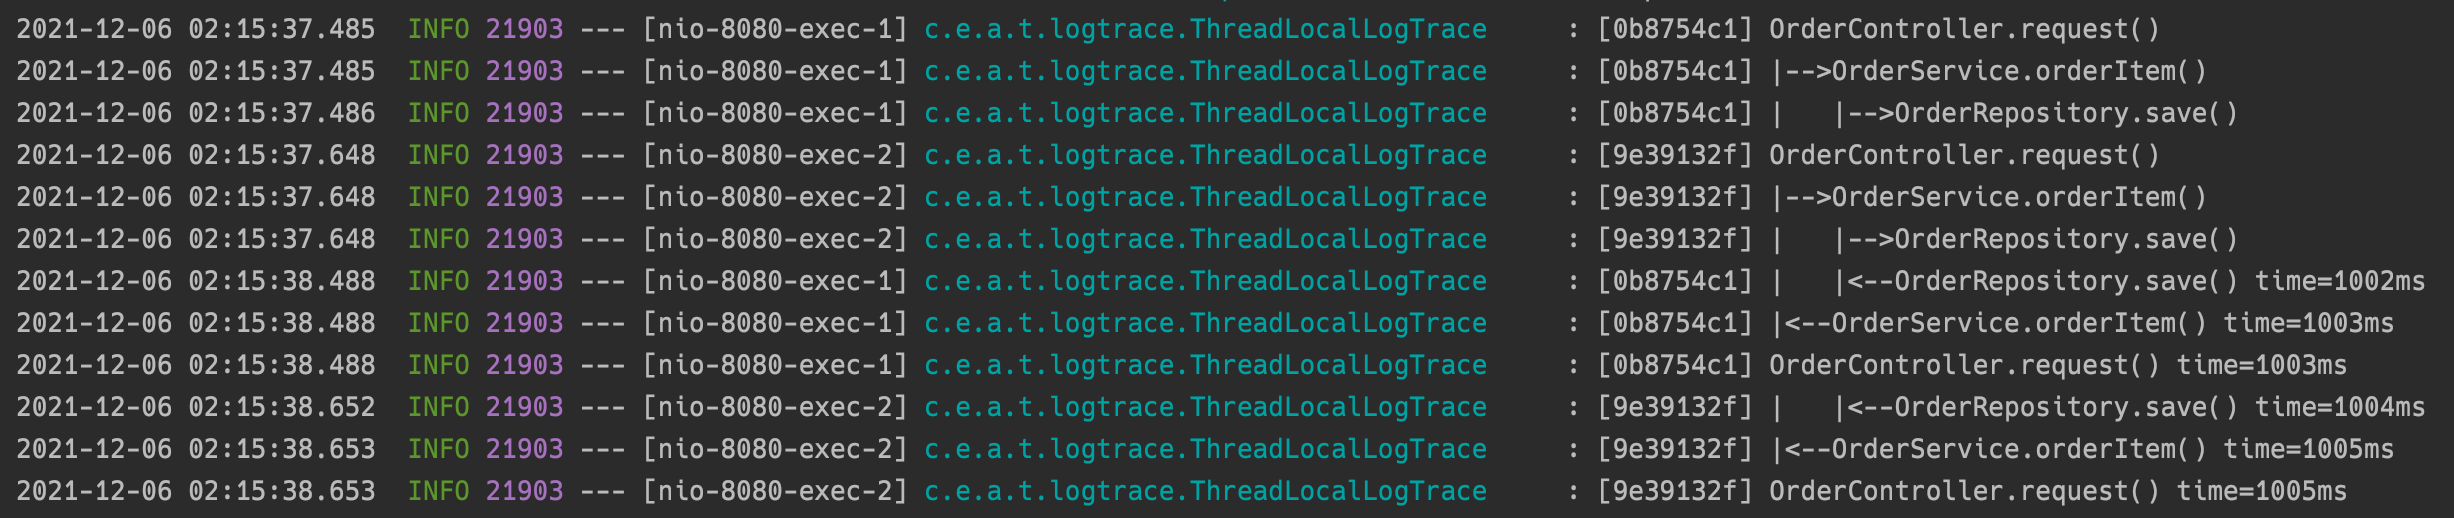 2021-12-06 02:15:37.485  INFO 21903 --- [nio-8080-exec-1] c.e.a.t.logtrace.ThreadLocalLogTrace     : [0b8754c1] OrderController.request()
2021-12-06 02:15:37.485  INFO 21903 --- [nio-8080-exec-1] c.e.a.t.logtrace.ThreadLocalLogTrace     : [0b8754c1] |-->OrderService.orderItem()
2021-12-06 02:15:37.486  INFO 21903 --- [nio-8080-exec-1] c.e.a.t.logtrace.ThreadLocalLogTrace     : [0b8754c1] |   |-->OrderRepository.save()
2021-12-06 02:15:37.648  INFO 21903 --- [nio-8080-exec-2] c.e.a.t.logtrace.ThreadLocalLogTrace     : [9e39132f] OrderController.request()
2021-12-06 02:15:37.648  INFO 21903 --- [nio-8080-exec-2] c.e.a.t.logtrace.ThreadLocalLogTrace     : [9e39132f] |-->OrderService.orderItem()
2021-12-06 02:15:37.648  INFO 21903 --- [nio-8080-exec-2] c.e.a.t.logtrace.ThreadLocalLogTrace     : [9e39132f] |   |-->OrderRepository.save()
2021-12-06 02:15:38.488  INFO 21903 --- [nio-8080-exec-1] c.e.a.t.logtrace.ThreadLocalLogTrace     : [0b8754c1] |   |<--OrderRepository.save() time=1002ms
2021-12-06 02:15:38.488  INFO 21903 --- [nio-8080-exec-1] c.e.a.t.logtrace.ThreadLocalLogTrace     : [0b8754c1] |<--OrderService.orderItem() time=1003ms
2021-12-06 02:15:38.488  INFO 21903 --- [nio-8080-exec-1] c.e.a.t.logtrace.ThreadLocalLogTrace     : [0b8754c1] OrderController.request() time=1003ms
2021-12-06 02:15:38.652  INFO 21903 --- [nio-8080-exec-2] c.e.a.t.logtrace.ThreadLocalLogTrace     : [9e39132f] |   |<--OrderRepository.save() time=1004ms
2021-12-06 02:15:38.653  INFO 21903 --- [nio-8080-exec-2] c.e.a.t.logtrace.ThreadLocalLogTrace     : [9e39132f] |<--OrderService.orderItem() time=1005ms
2021-12-06 02:15:38.653  INFO 21903 --- [nio-8080-exec-2] c.e.a.t.logtrace.ThreadLocalLogTrace     : [9e39132f] OrderController.request() time=1005ms